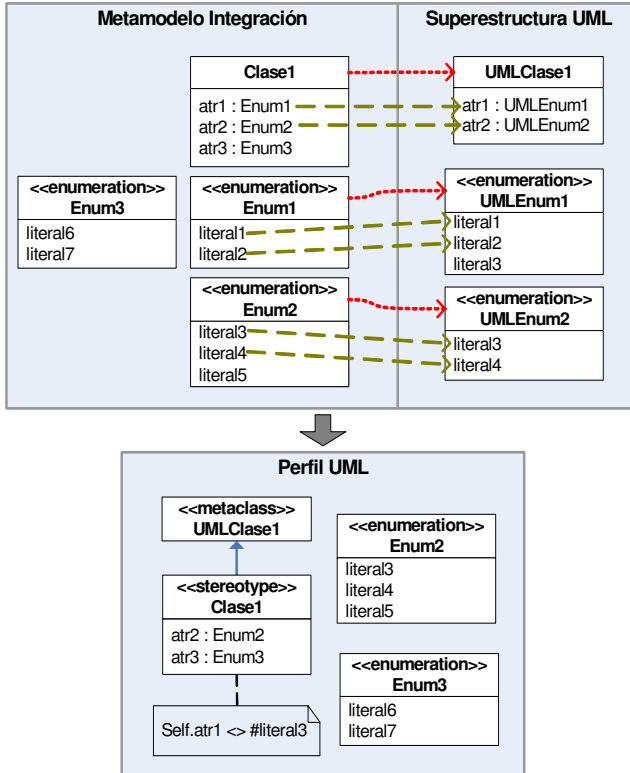 Metamodelo Integración
Superestructura UML
Clase1
atr1 : Enum1
atr2 : Enum2
atr3 : Enum3
UMLClase1
atr1 : UMLEnum1
atr2 : UMLEnum2
<<enumeration>>
Enum3
literal6
literal7
<<enumeration>>
Enum1
literal1
literal2
<<enumeration>>
UMLEnum1
literal1
literal2
literal3
<<enumeration>>
Enum2
literal3
literal4
literal5
<<enumeration>>
UMLEnum2
literal3
literal4
Perfil UML
<<metaclass>>
UMLClase1
<<stereotype>>
Clase1
atr2 : Enum2
atr3 : Enum3
Self.atr1 <> #literal3
<<enumeration>>
Enum2
literal3
literal4
literal5
<<enumeration>>
Enum3
literal6
literal7